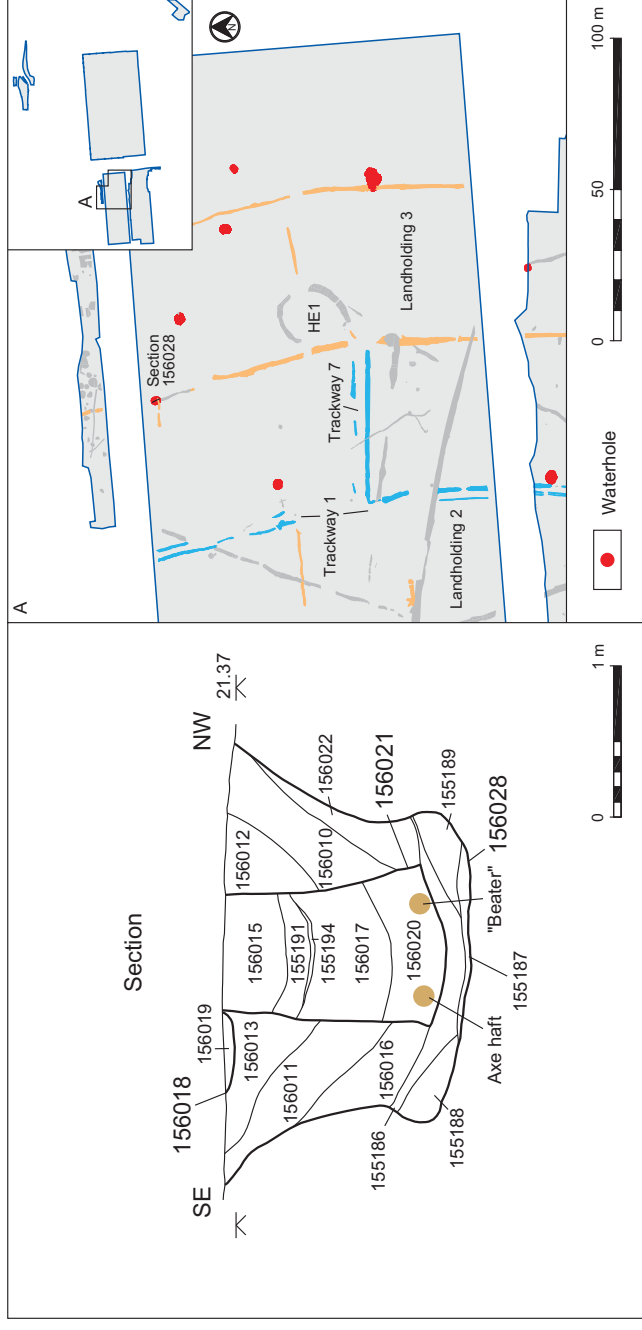 Section
SE
NW
21.37
156018
156019
156012
156015
156013
156022
156010
155191
155194
156011
156021
156017
156016
156020
155186
155189
155188
156028
Axe haft
"Beater"
155187
0
1 m
A
A
N
Section
156028
HE1
Trackway 7
Trackway 1
Landholding 3
Landholding 2
Waterhole
0
50
100 m